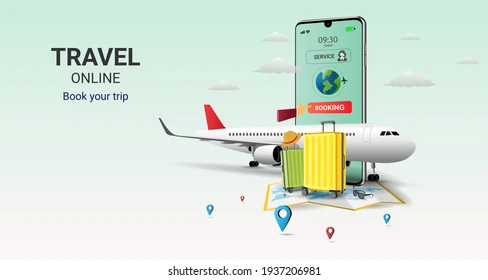 TRAVEL
ONLINE
Book your trip
09:30
SERVICE
BOOKING
shutterstock.com · 1937206981